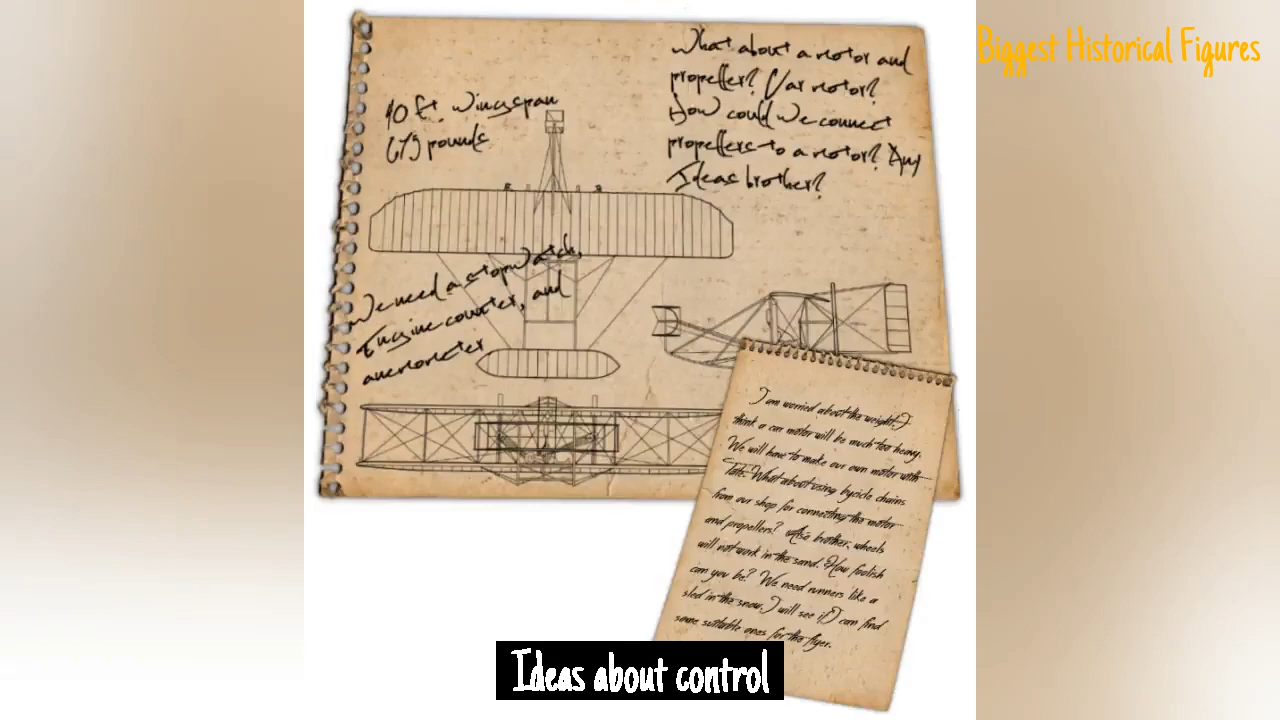 Biggest Historical Figures
What about a motor and
propeller? Car motor?
How could we connect
propellers to a motor? Any
Ideas brother?
40 ft. wingspan
675 pounds
We need a stopwatch,
Engine counter, and
anemometer
I am worried about the weight. I
think a car motor will be much too heavy.
We will have to make our own motor with
Tate. What about using bycicle chains
from our shop for connecting the motor
and propellers? Also brother, wheels
will not work in the sand. How foolish
can you be? We need runners like a
sled in the snow. I will see if I can find
some suitable ones for the flyer.
Ideas about control